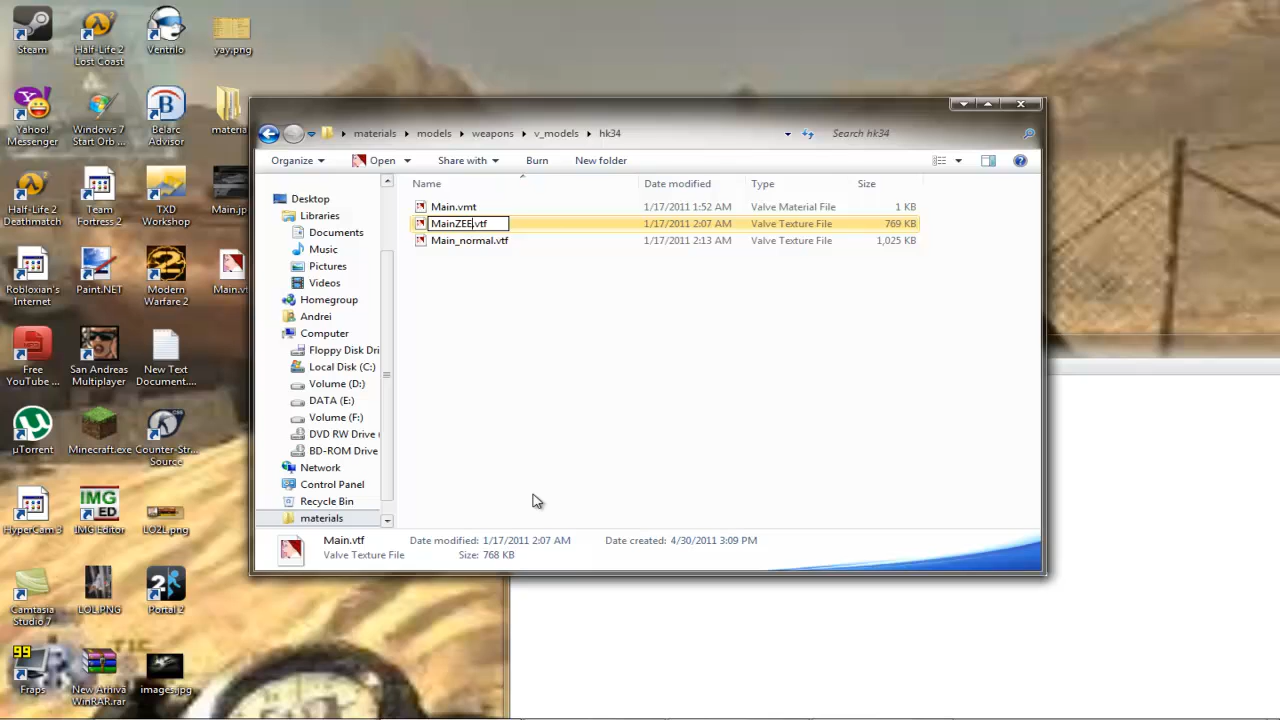 Steam
Half-Life 2
Lost Coast
Ventrilo
yay.png
Yahoo!
Messenger
Windows 7
Start Orb ...
Belarc
Advisor
materia
Half-Life 2
Deathmatch
Team
Fortress 2
TXD
Workshop
Main.jp
Robloxian's
Internet
Paint.NET
Modern
Warfare 2
Main.vt
Free
YouTube ...
San Andreas
Multiplayer
New Text
Document....
µTorrent
Minecraft.exe
Counter-Str...
Source
HyperCam 3
IMG
ED
IMG Editor
LO2L.png
Camtasia
Studio 7
LOL.PNG
2
Portal 2
99
Fraps
New Arhiva
WinRAR.rar
images.jpg
materials
models
weapons
v_models
hk34
Search hk34
Organize
Open
Share with
Burn
New folder
Name
Date modified
Type
Size
Main.vmt
1/17/2011 1:52 AM
Valve Material File
1 KB
MainZEE.vtf
1/17/2011 2:07 AM
Valve Texture File
769 KB
Main_normal.vtf
1/17/2011 2:13 AM
Valve Texture File
1,025 KB
Desktop
Libraries
Documents
Music
Pictures
Videos
Homegroup
Andrei
Computer
Floppy Disk Dri
Local Disk (C:)
Volume (D:)
DATA (E:)
Volume (F:)
DVD RW Drive (
BD-ROM Drive
Network
Control Panel
Recycle Bin
materials
Main.vtf
Date modified: 1/17/2011 2:07 AM
Date created: 4/30/2011 3:09 PM
Valve Texture File
Size: 768 KB